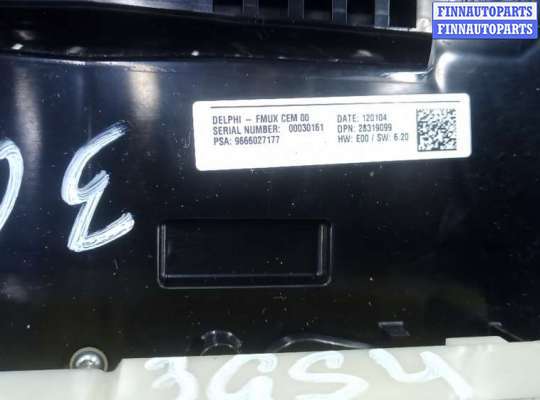 FINNAUTOPARTS
FINNAUTOPARTS
FINNAUTOPARTS
DELPHI - FMUX CEM 00 DATE: 120104
SERIAL NUMBER: 00030161 DPN: 28319099
PSA: 9666027177 HW: E00 / SW: 6.20
3GS4